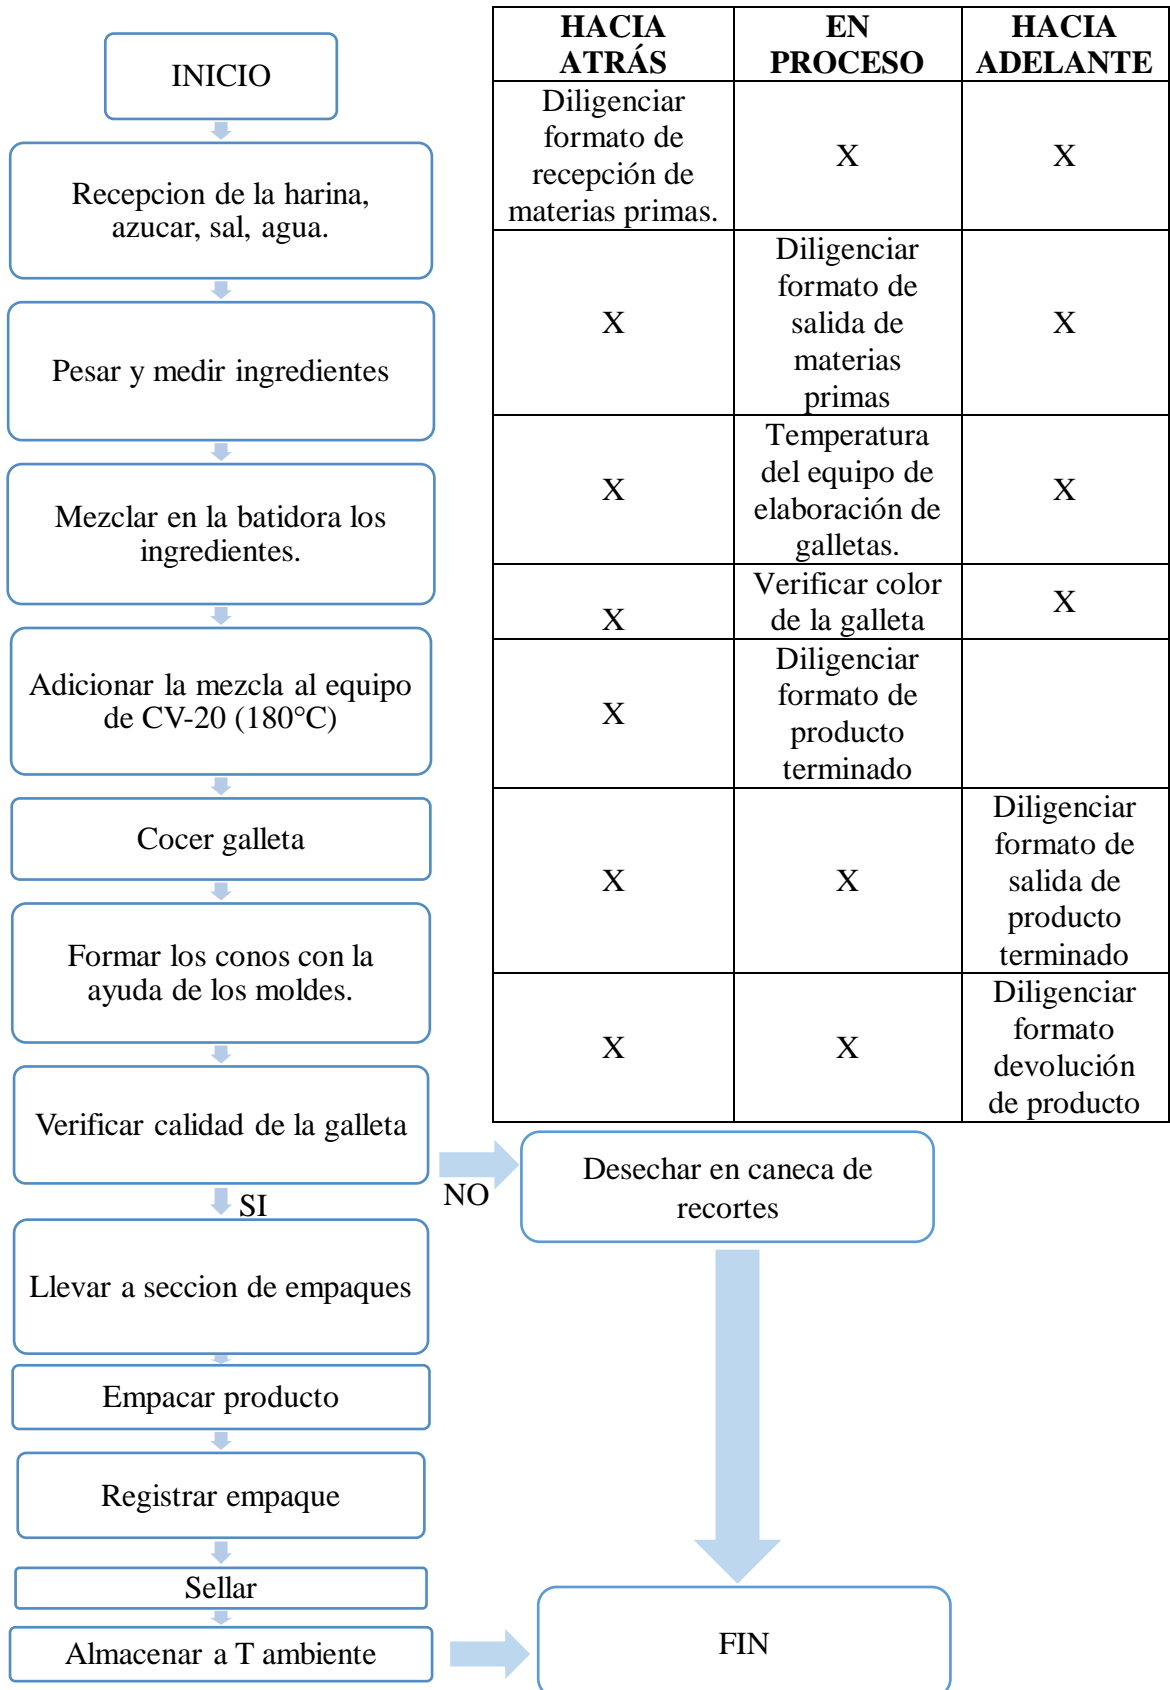 INICIO
Recepcion de la harina,
azucar, sal, agua.
Pesar y medir ingredientes
Mezclar en la batidora los
ingredientes.
Adicionar la mezcla al equipo
de CV-20 (180°C)
Cocer galleta
Formar los conos con la
ayuda de los moldes.
Verificar calidad de la galleta
SI
NO
Desechar en caneca de
recortes
Llevar a seccion de empaques
Empacar producto
Registrar empaque
Sellar
Almacenar a T ambiente
FIN
HACIA
ATRÁS
EN
PROCESO
HACIA
ADELANTE
Diligenciar
formato de
recepción de
materias primas.
X
X
X
Diligenciar
formato de
salida de
materias
primas
X
X
Temperatura
del equipo de
elaboración de
galletas.
X
X
Verificar color
de la galleta
X
X
Diligenciar
formato de
producto
terminado
X
X
Diligenciar
formato de
salida de
producto
terminado
X
X
Diligenciar
formato
devolución
de producto